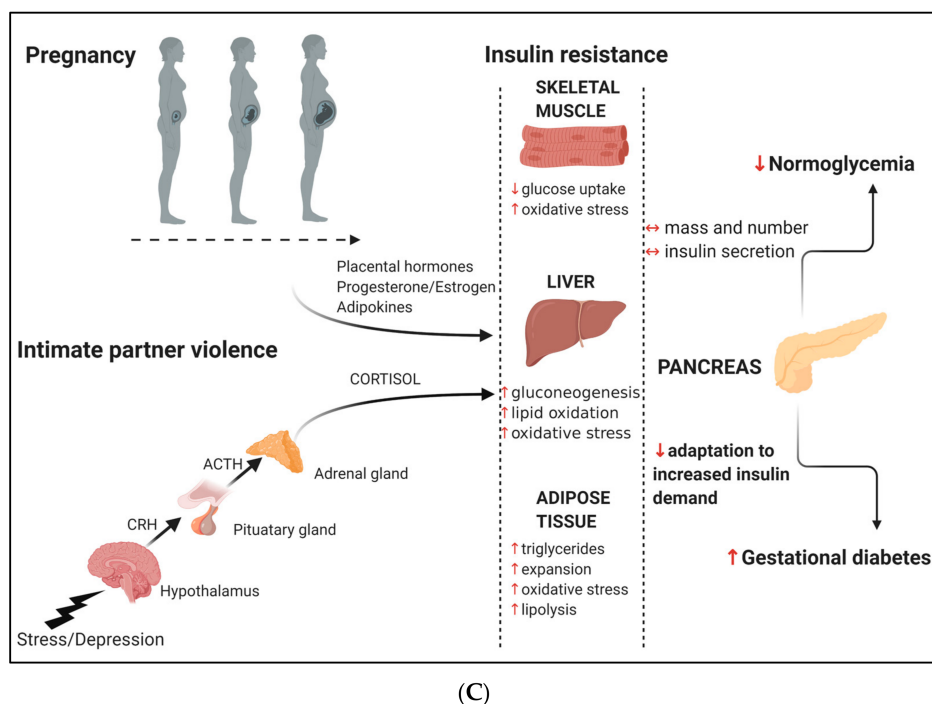 Pregnancy
Placental hormones
Progesterone/Estrogen
Adipokines
Intimate partner violence
CORTISOL
Adrenal gland
ACTH
Pituatary gland
CRH
Hypothalamus
Stress/Depression
Insulin resistance
SKELETAL
MUSCLE
↓glucose uptake
↑oxidative stress
LIVER
↑gluconeogenesis
↑lipid oxidation
↑oxidative stress
ADIPOSE
TISSUE
↑triglycerides
↑expansion
↑oxidative stress
↑lipolysis
↓Normoglycemia
↔ mass and number
↔ insulin secretion
PANCREAS
↓adaptation to
increased insulin
demand
↑Gestational diabetes
(C)